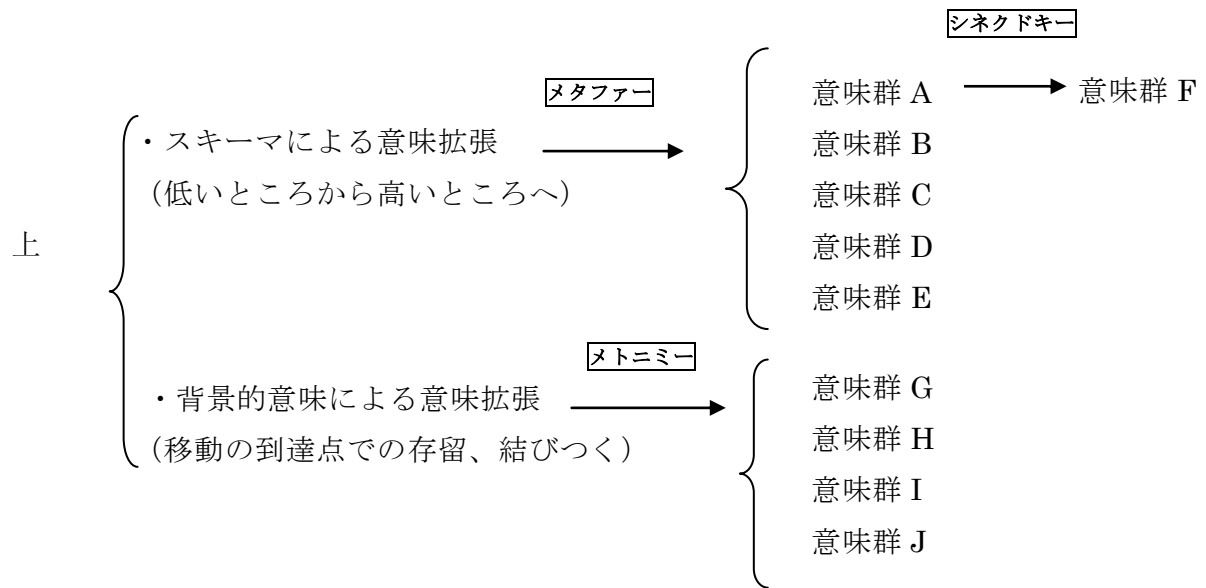 シネクドキー
メタファー
意味群 A
意味群 F
・スキーマによる意味拡張
意味群 B
(低いところから高いところへ)
意味群 C
上
意味群 D
意味群 E
メトニミー
・背景的意味による意味拡張
意味群 G
(移動の到達点での存留、結びつく)
意味群 H
意味群 I
意味群 J